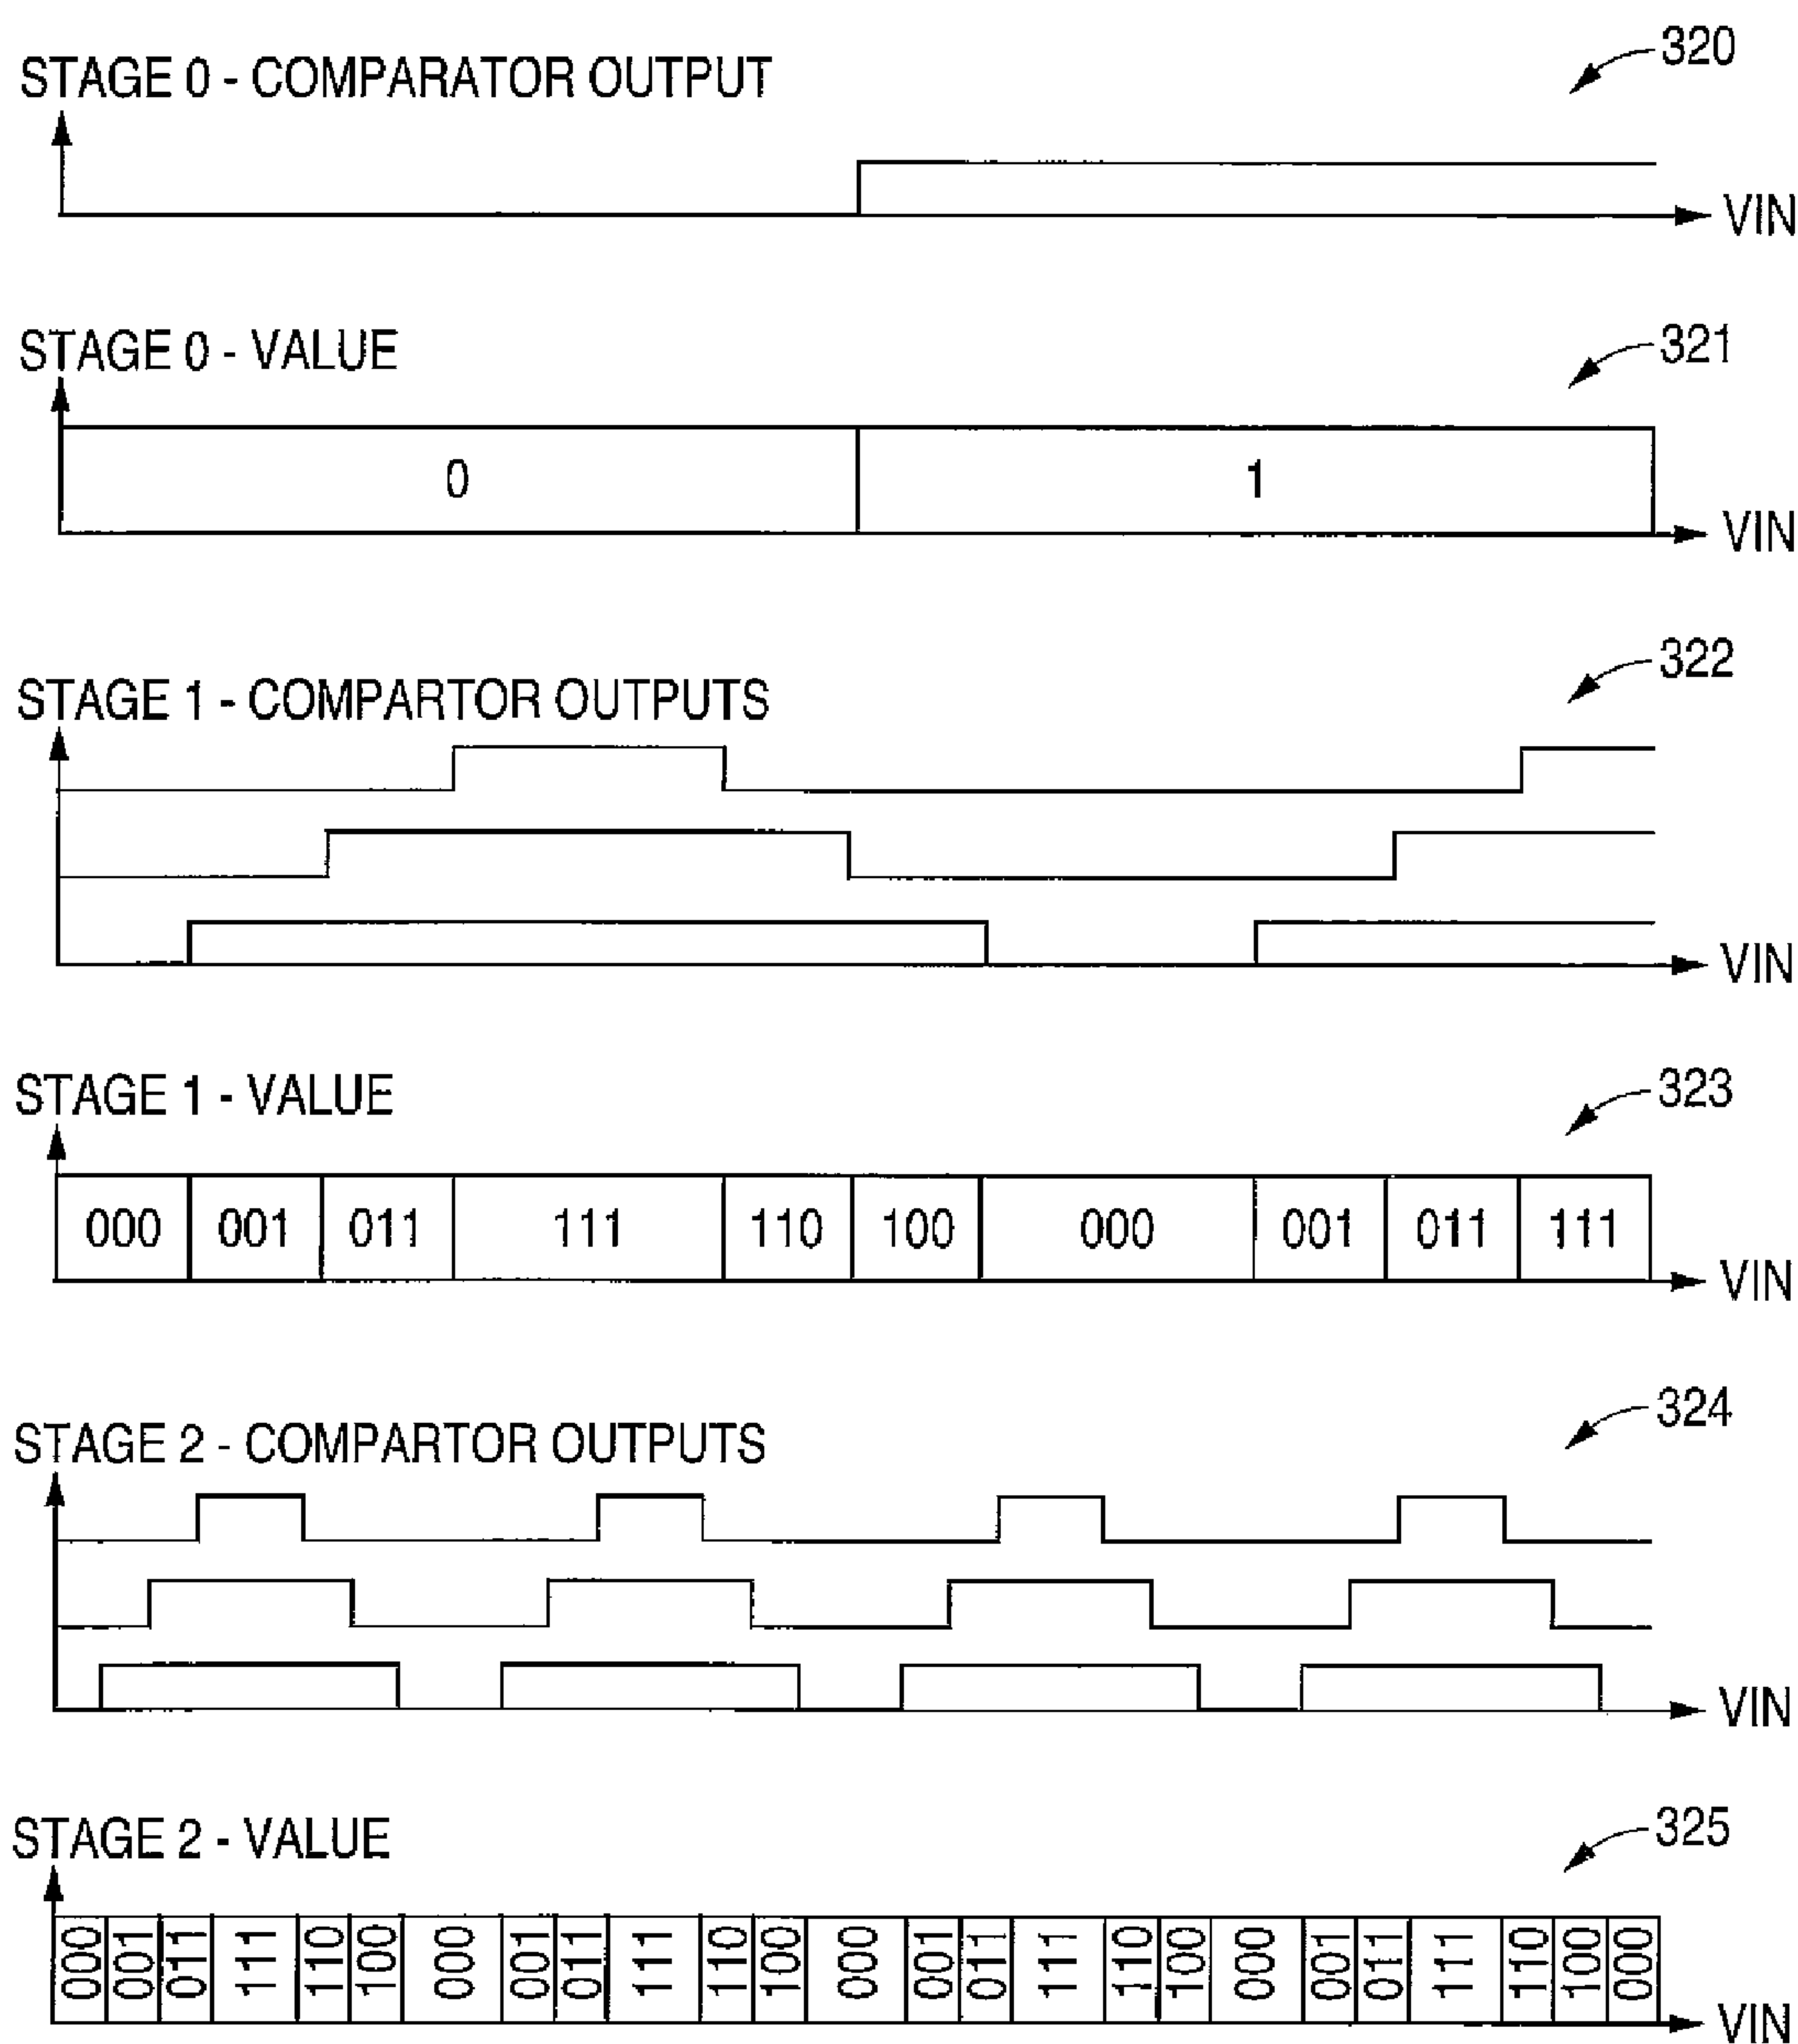 320
STAGE 0 - COMPARATOR OUTPUT
VIN
321
STAGE 0 - VALUE
0 1
VIN
322
STAGE 1 - COMPARTOR OUTPUTS
VIN
323
STAGE 1 - VALUE
000 001 011 111 110 100 000 001 011 111
VIN
324
STAGE 2 - COMPARTOR OUTPUTS
VIN
325
STAGE 2 - VALUE
000 001 011 111 110 100 000 001 011 111 110 100 000 001 011 111 110 100 000 001 011 111 110 100 000
VIN